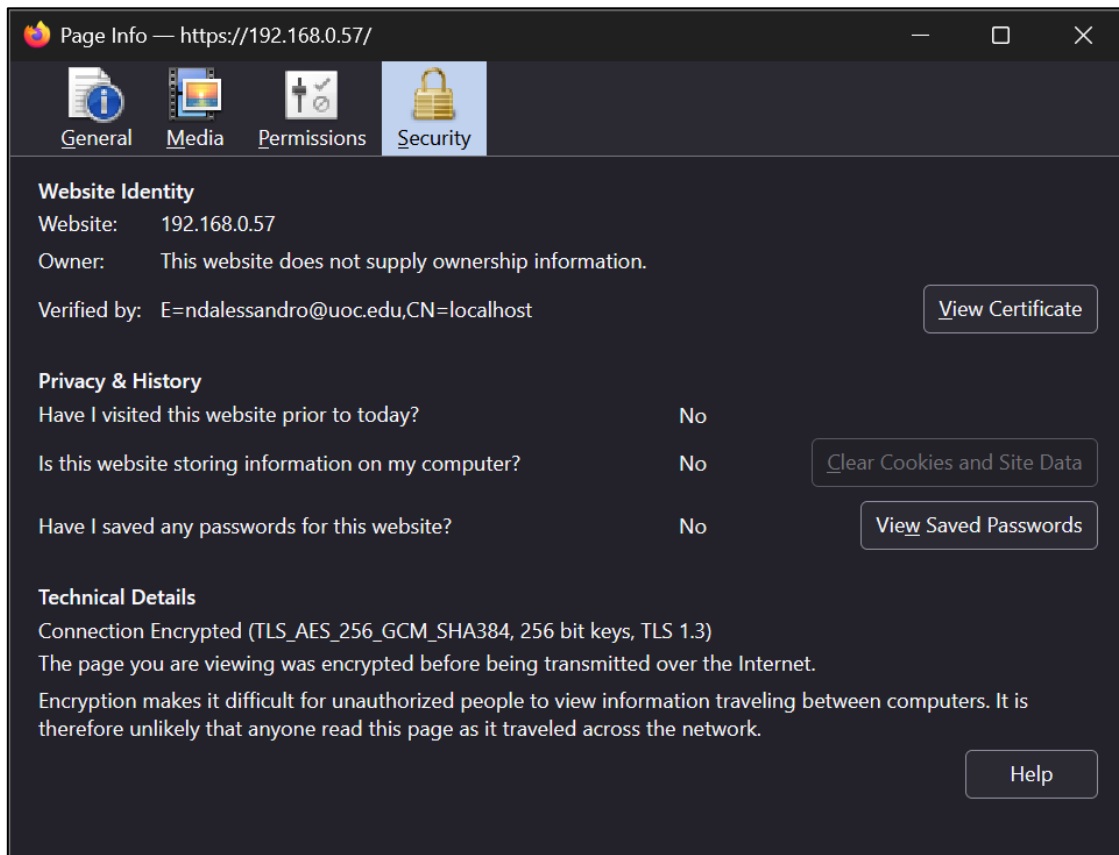 Page Info — https://192.168.0.57/
General Media Permissions Security
Website Identity
Website: 192.168.0.57
Owner: This website does not supply ownership information.
Verified by: E=ndalessandro@uoc.edu,CN=localhost View Certificate
Privacy & History
Have I visited this website prior to today? No
Is this website storing information on my computer? No Clear Cookies and Site Data
Have I saved any passwords for this website? No View Saved Passwords
Technical Details
Connection Encrypted (TLS_AES_256_GCM_SHA384, 256 bit keys, TLS 1.3)
The page you are viewing was encrypted before being transmitted over the Internet.
Encryption makes it difficult for unauthorized people to view information traveling between computers. It is
therefore unlikely that anyone read this page as it traveled across the network.
Help